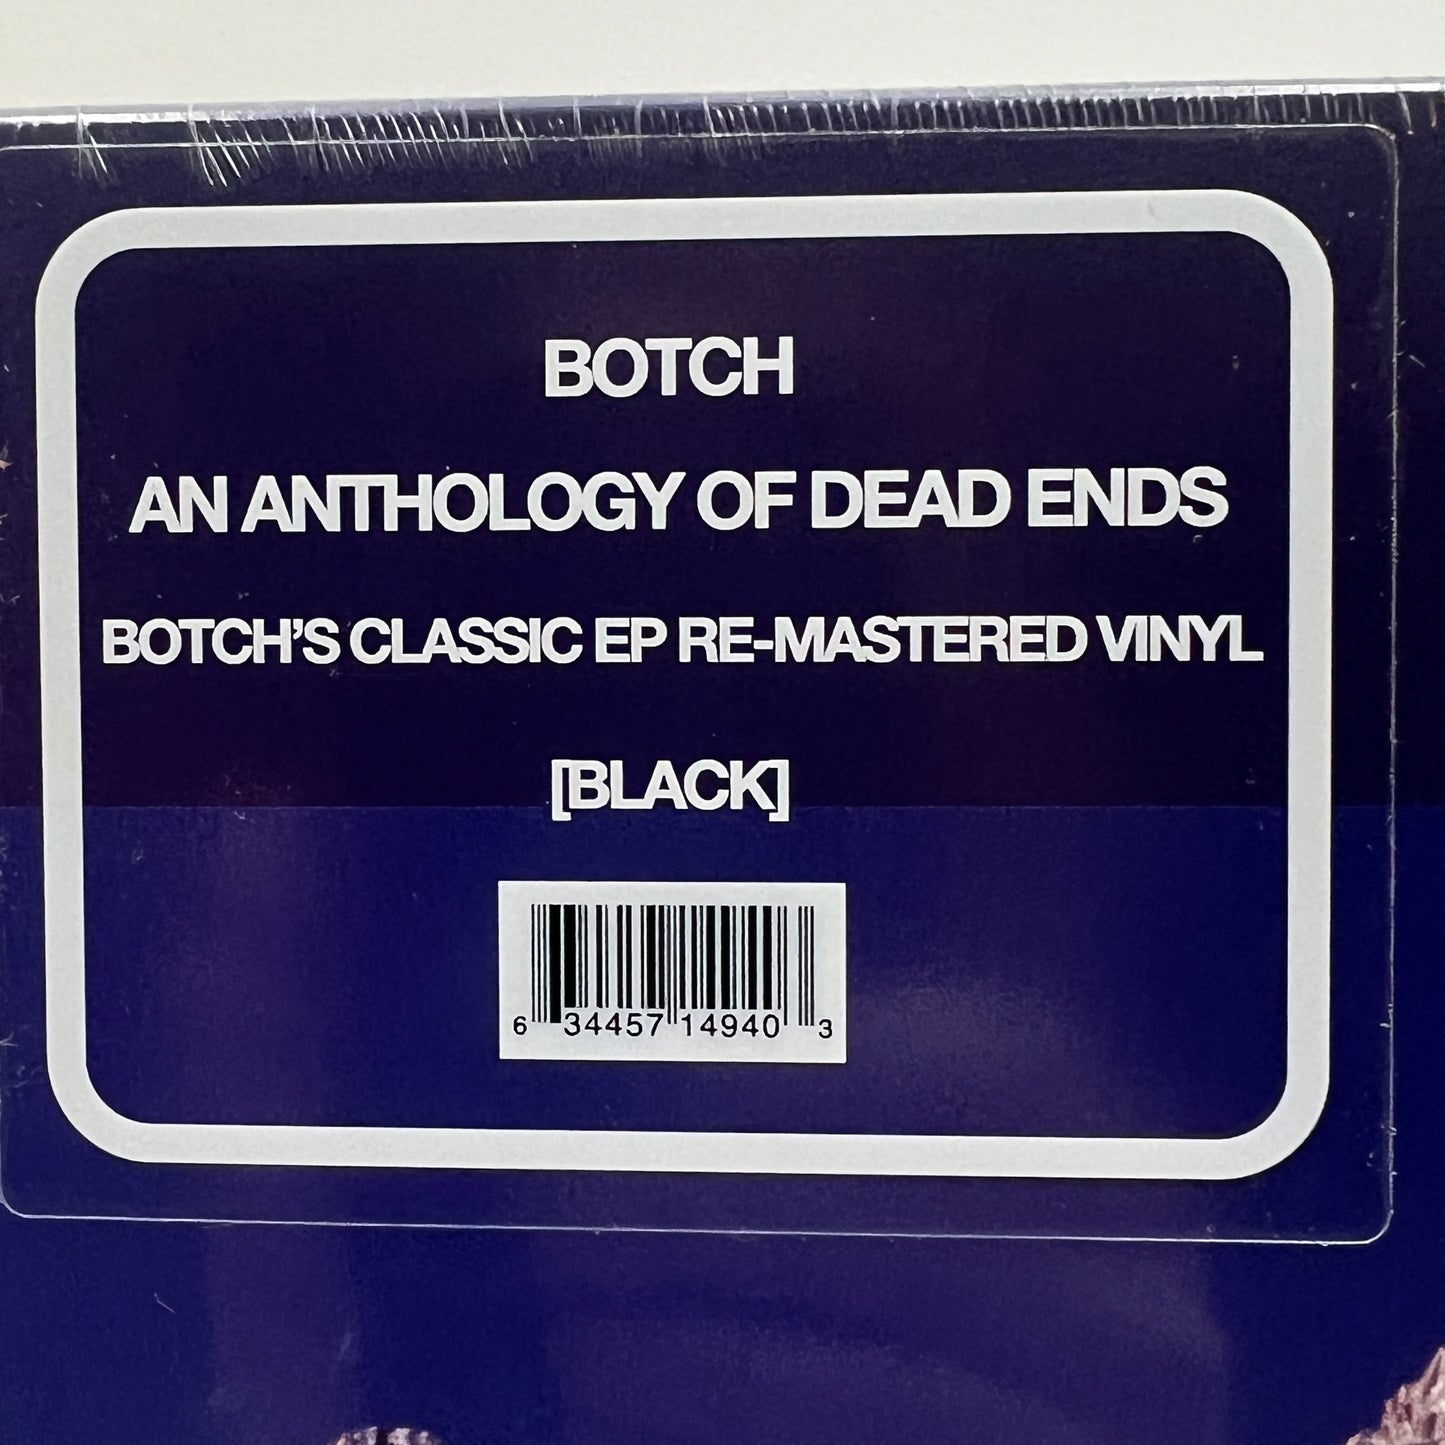 BOTCH
AN ANTHOLOGY OF DEAD ENDS
BOTCH'S CLASSIC EP RE-MASTERED VINYL
[BLACK]
6 34457 14940 3